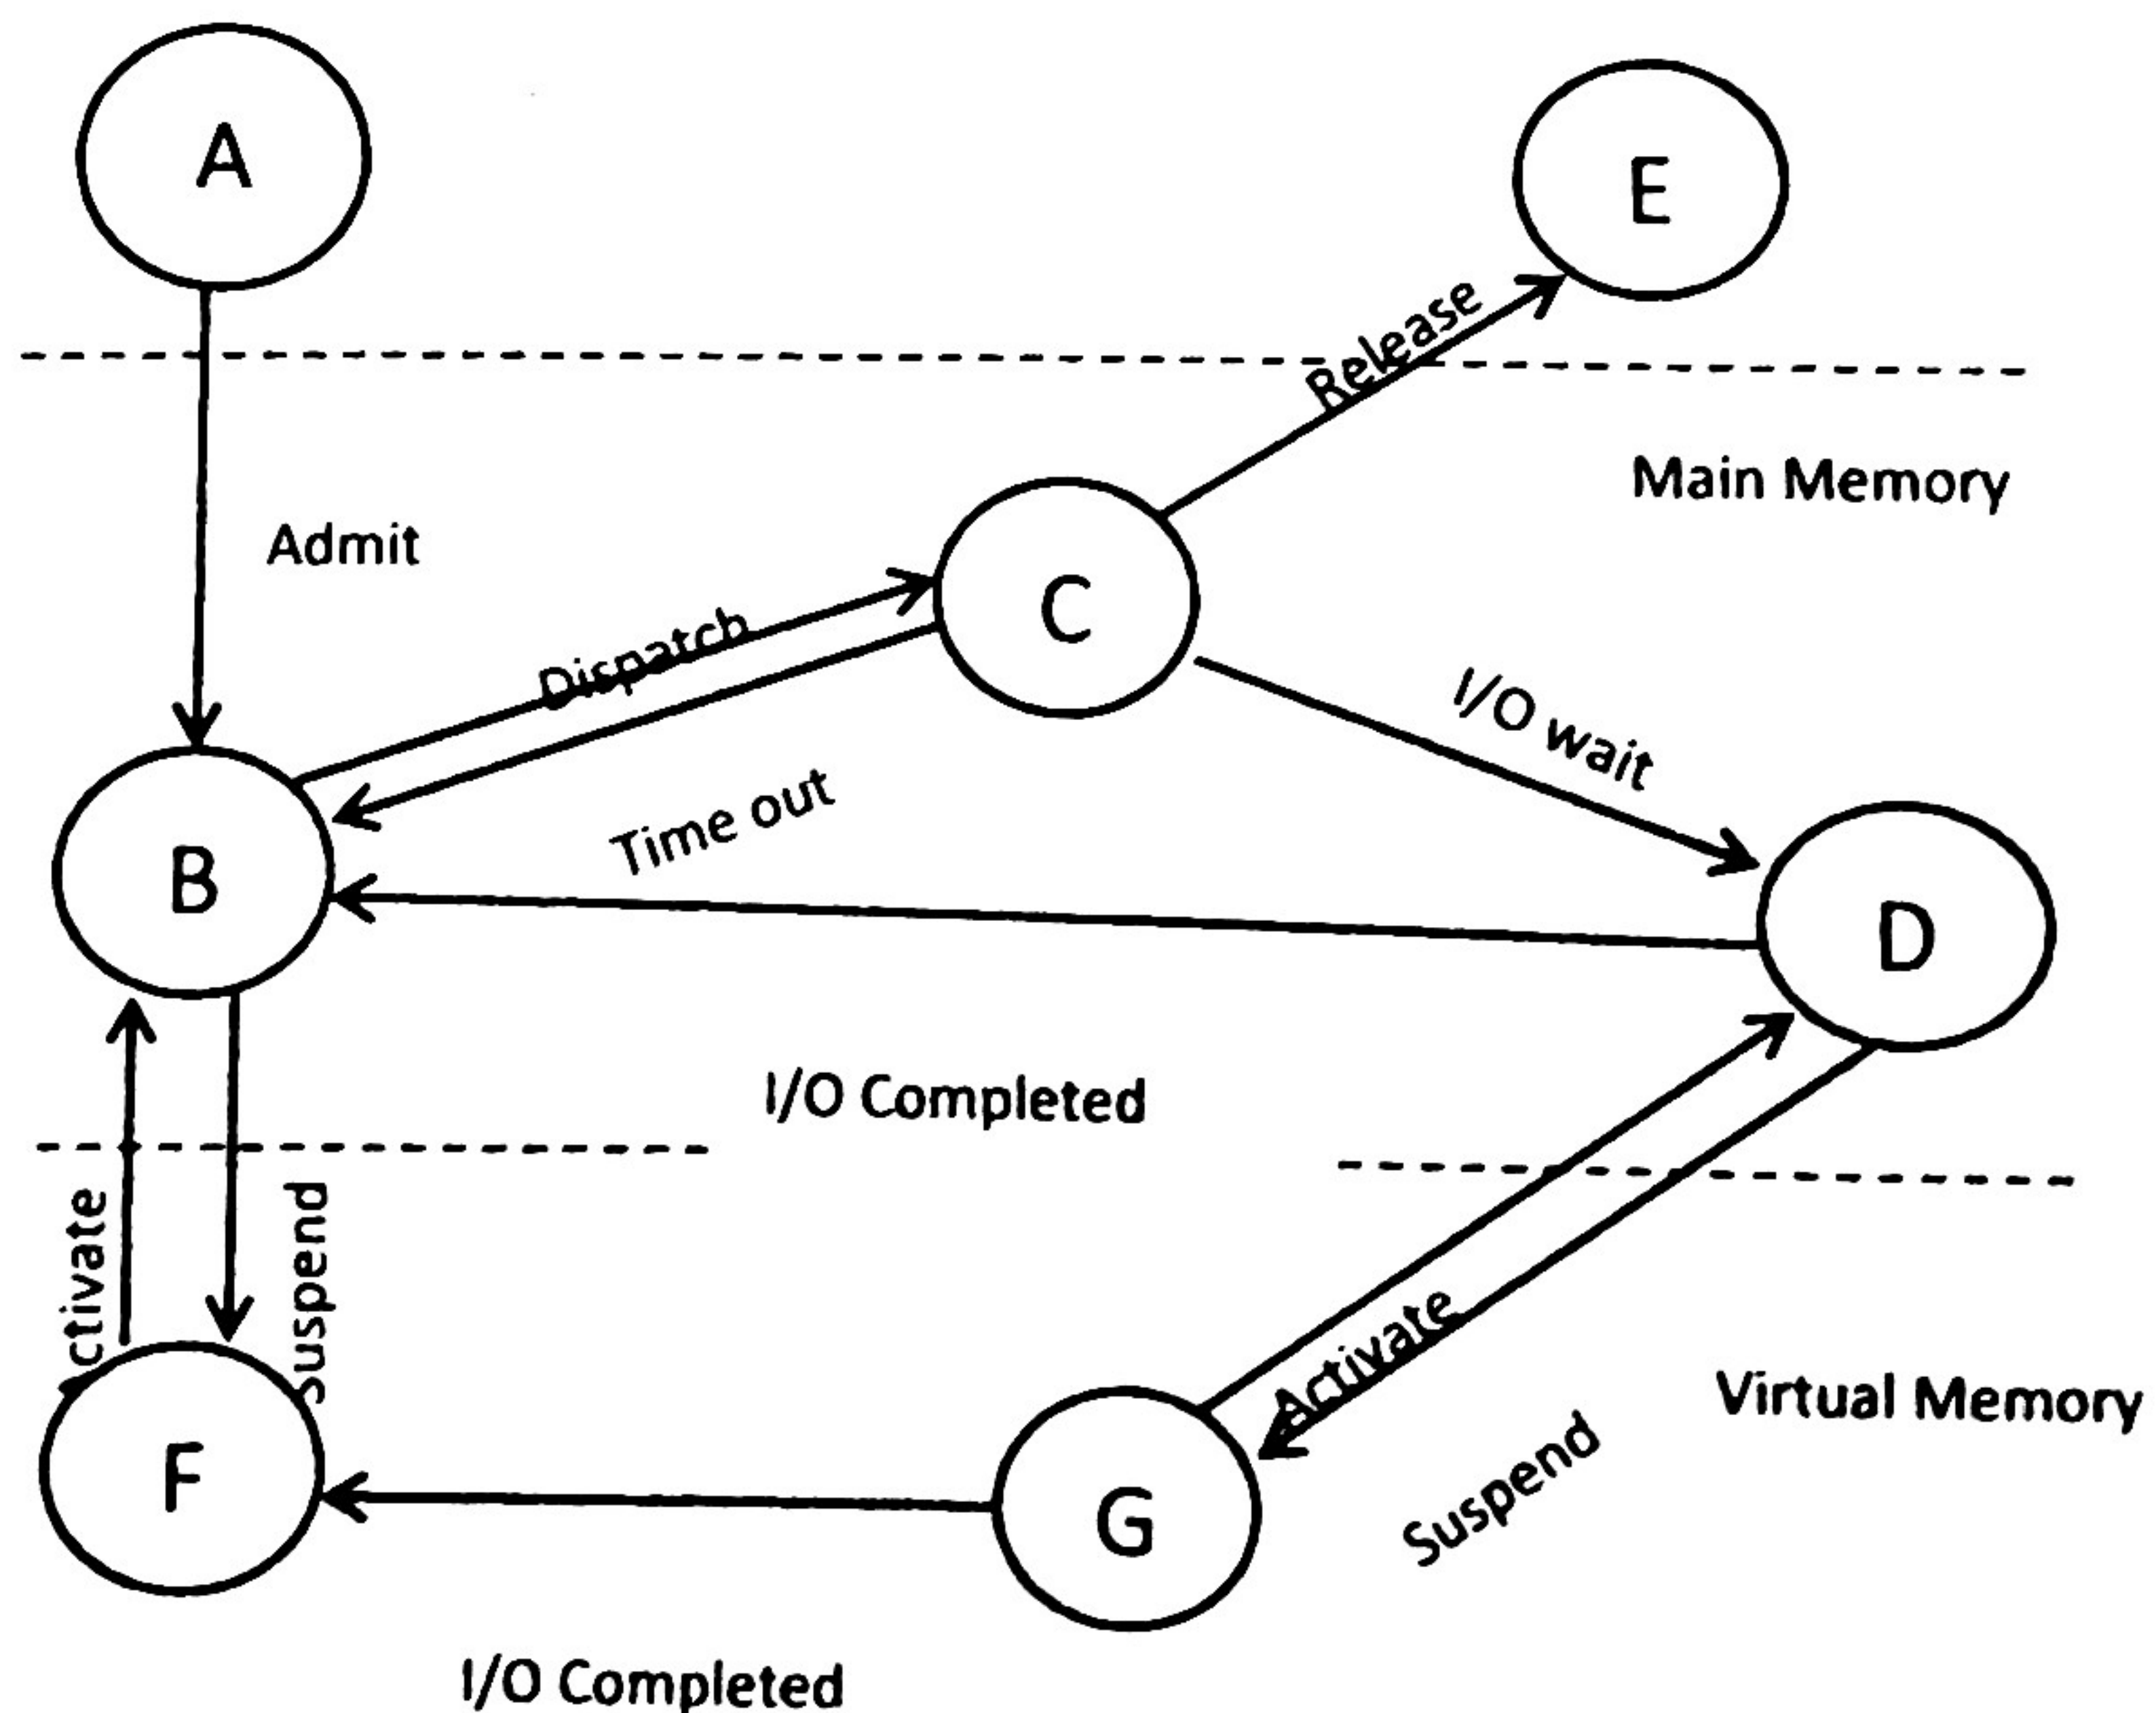 A
E
Release
Main Memory
Admit
C
Dispatch
I/O wait
Time out
B
D
I/O Completed
ctivate
Suspend
Activate
Virtual Memory
F
G
Suspend
I/O Completed